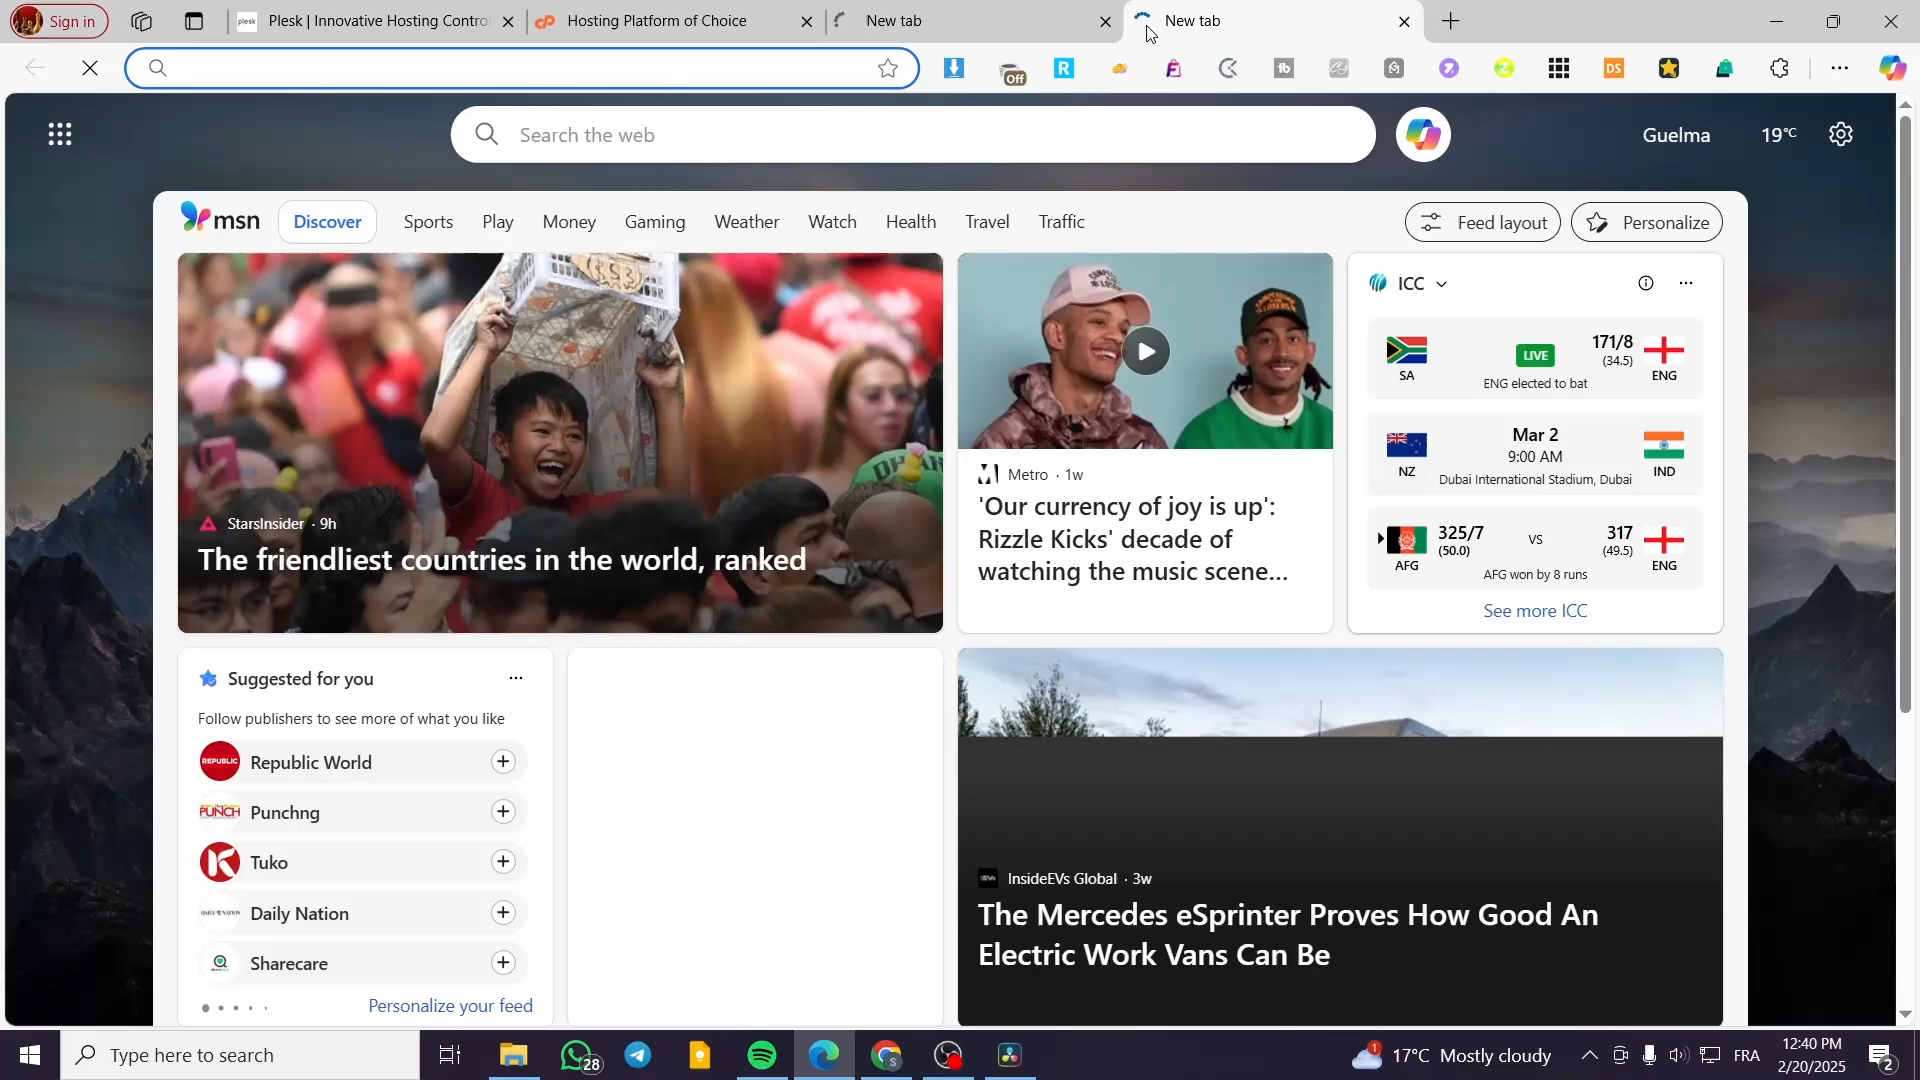 Sign in
plesk
Plesk | Innovative Hosting Contro
Hosting Platform of Choice
New tab
New tab
Off
DS
Search the web
Guelma
19°C
msn
Discover
Sports
Play
Money
Gaming
Weather
Watch
Health
Travel
Traffic
Feed layout
Personalize
StarsInsider · 9h
The friendliest countries in the world, ranked
Metro · 1w
'Our currency of joy is up':
Rizzle Kicks' decade of
watching the music scene...
ICC
SA
LIVE
171/8
(34.5)
ENG
ENG elected to bat
NZ
Mar 2
9:00 AM
IND
Dubai International Stadium, Dubai
AFG
325/7
(50.0)
VS
317
(49.5)
ENG
AFG won by 8 runs
See more ICC
Suggested for you
Follow publishers to see more of what you like
REPUBLIC
Republic World
PUNCH
Punchng
Tuko
DAILY NATION
Daily Nation
Sharecare
Personalize your feed
InsideEVs Global · 3w
The Mercedes eSprinter Proves How Good An
Electric Work Vans Can Be
Type here to search
28
1
17°C Mostly cloudy
FRA
12:40 PM
2/20/2025
2